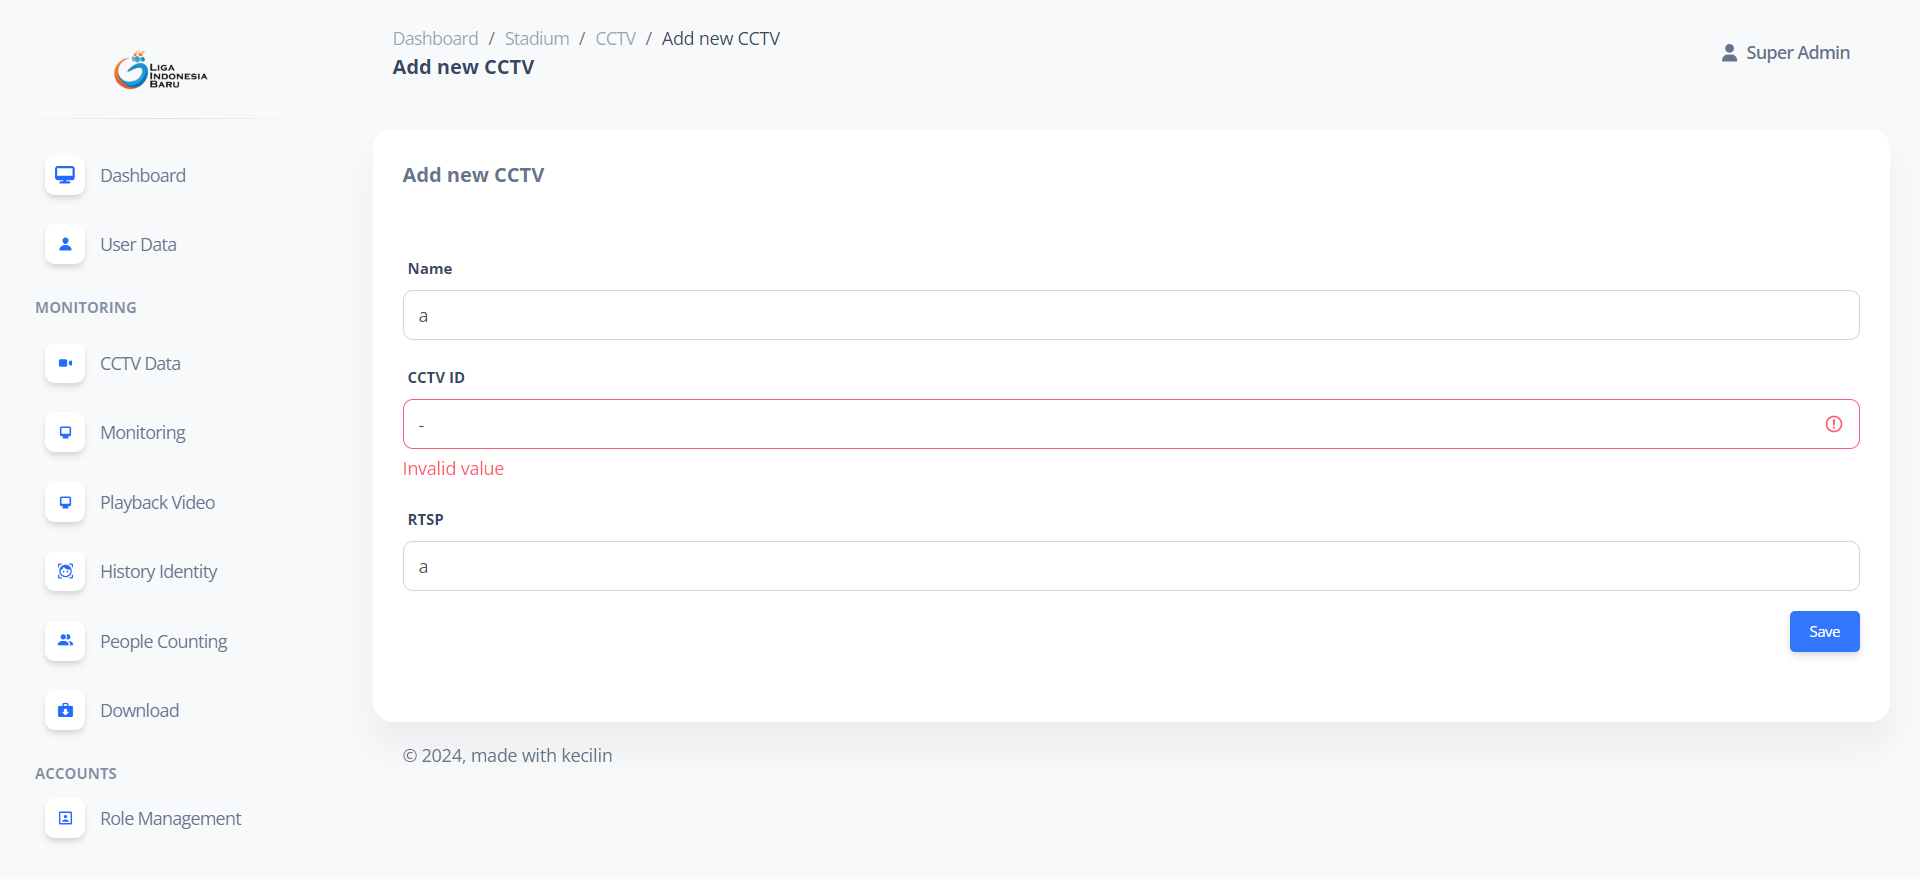 LIGA
INDONESIA
BARU
Dashboard / Stadium / CCTV / Add new CCTV
Add new CCTV
Super Admin
Dashboard
User Data
MONITORING
CCTV Data
Monitoring
Playback Video
History Identity
People Counting
Download
ACCOUNTS
Role Management
Add new CCTV
Name
a
CCTV ID
-
Invalid value
RTSP
a
Save
© 2024, made with kecilin